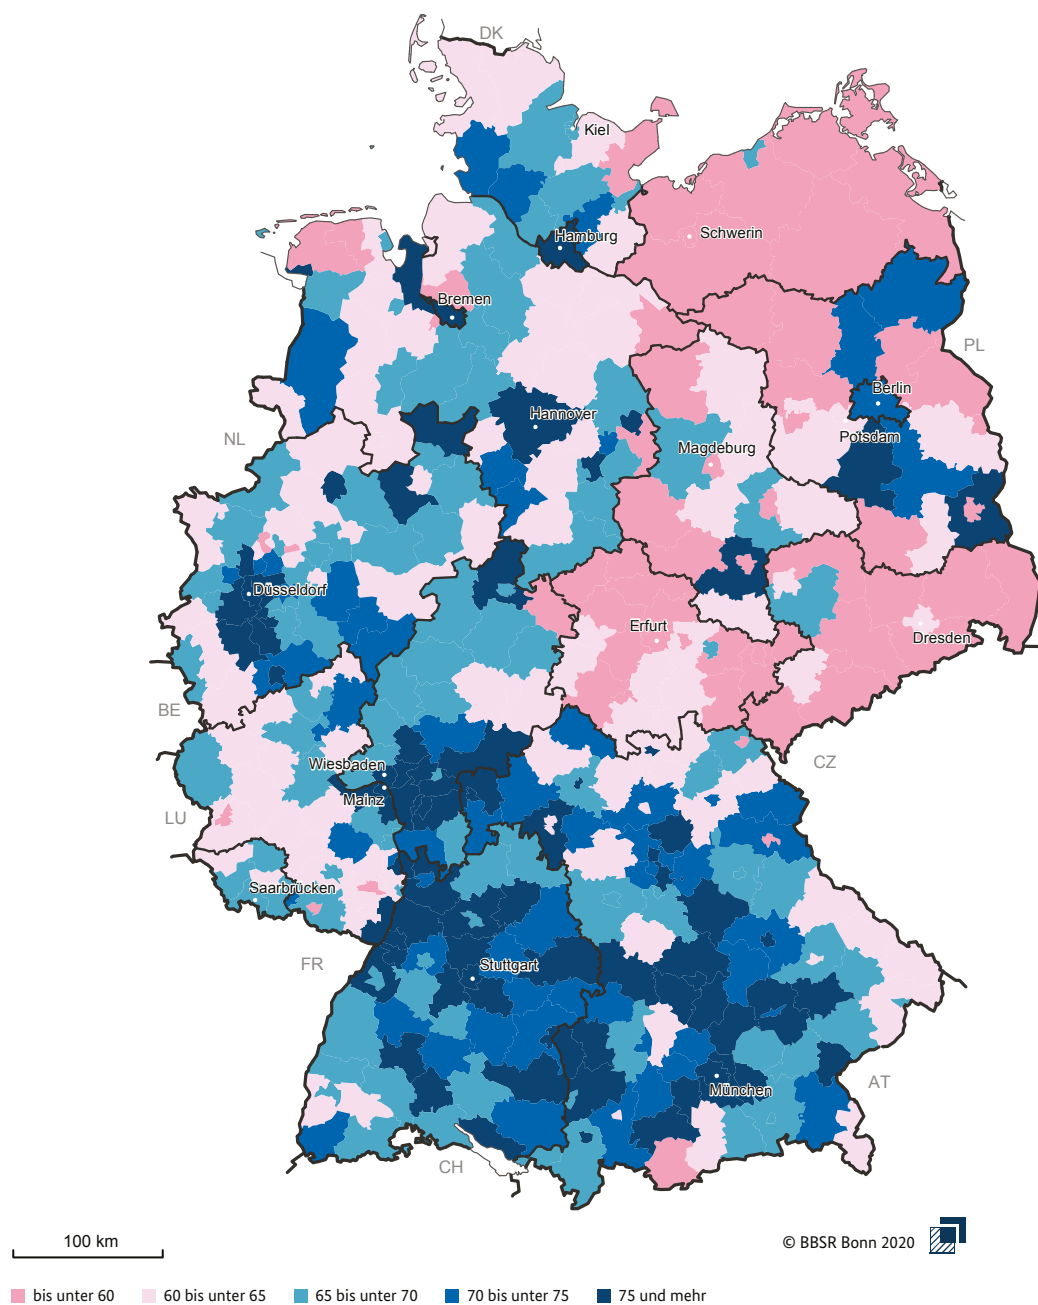 DK
Kiel
Hamburg
Schwerin
Bremen
PL
Berlin
Hannover
NL
Potsdam
Magdeburg
Düsseldorf
Erfurt
Dresden
BE
CZ
Wiesbaden
Mainz
LU
Saarbrücken
FR
Stuttgart
München
AT
CH
100 km
© BBSR Bonn 2020
bis unter 60 60 bis unter 65 65 bis unter 70 70 bis unter 75 75 und mehr